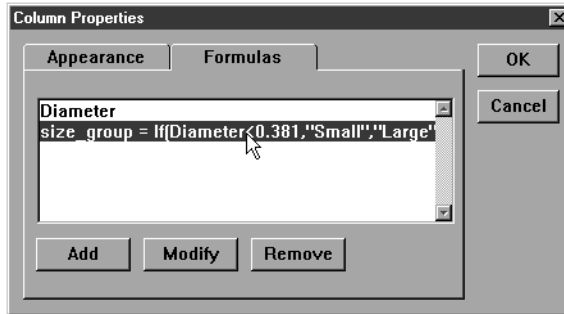 Column Properties
Appearance
Formulas
OK
Cancel
Diameter
size_group = If(Diameter<0.381,"Small","Large"
Add
Modify
Remove